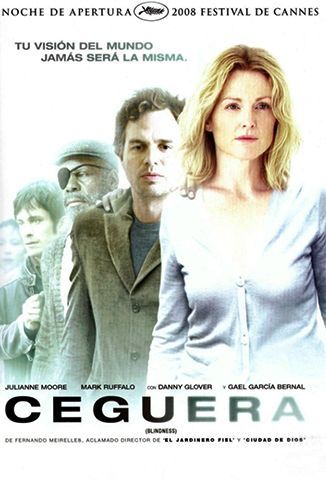 NOCHE DE APERTURA 2008 FESTIVAL DE CANNES
TU VISIÓN DEL MUNDO
JAMÁS SERÁ LA MISMA.
JULIANNE MOORE MARK RUFFALO CON DANNY GLOVER Y GAEL GARCÍA BERNAL
CEGUERA
(BLINDNESS)
DE FERNANDO MEIRELLES, ACLAMADO DIRECTOR DE "EL JARDINERO FIEL" Y "CIUDAD DE DIOS"